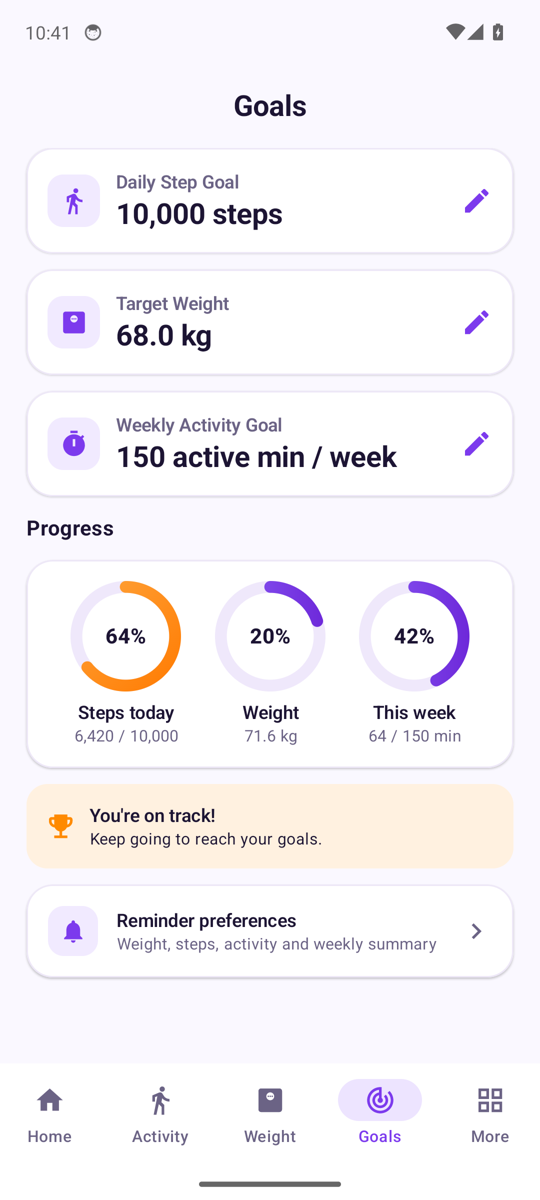 10:41
Goals
Daily Step Goal
10,000 steps
Target Weight
68.0 kg
Weekly Activity Goal
150 active min / week
Progress
64%
20%
42%
Steps today
Weight
This week
6,420 / 10,000
71.6 kg
64 / 150 min
You're on track!
Keep going to reach your goals.
Reminder preferences
Weight, steps, activity and weekly summary
Home
Activity
Weight
Goals
More